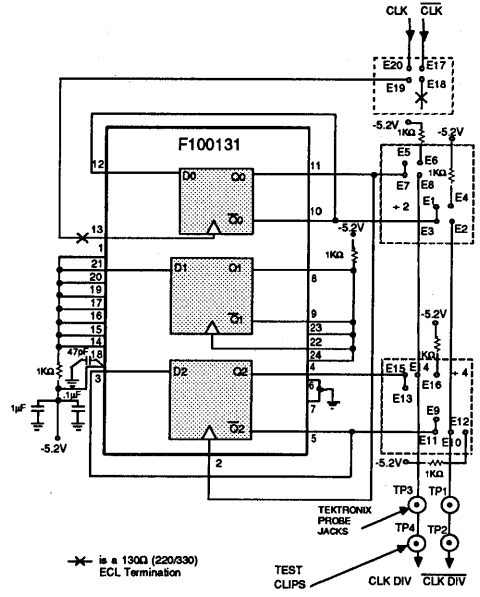 CLK CLK
E20 E17
E19 E18
-5.2V
1KΩ
-5.2V
F100131
12 D0 Q0 11
E5 E6
1KΩ
E7 E8
÷ 2 E1 E4
E3 E2
Q0 10
-5.2V
13
1
21 D1 Q1 8
1KΩ
20
19
17
16
15
14
Q1 9
23
22
24
-5.2V
47pF
18
1KΩ
3 D2 Q2 4
6
7
1KΩ
E15 E 4 E16 ÷ 4
E13
1µF .1µF
-5.2V
Q2 5
E9 E12
E11 E10
-5.2V
1KΩ
2
TP3 TP1
TEKTRONIX
PROBE
JACKS
TP4 TP2
is a 130Ω (220/330)
ECL Termination
TEST
CLIPS
CLK DIV CLK DIV